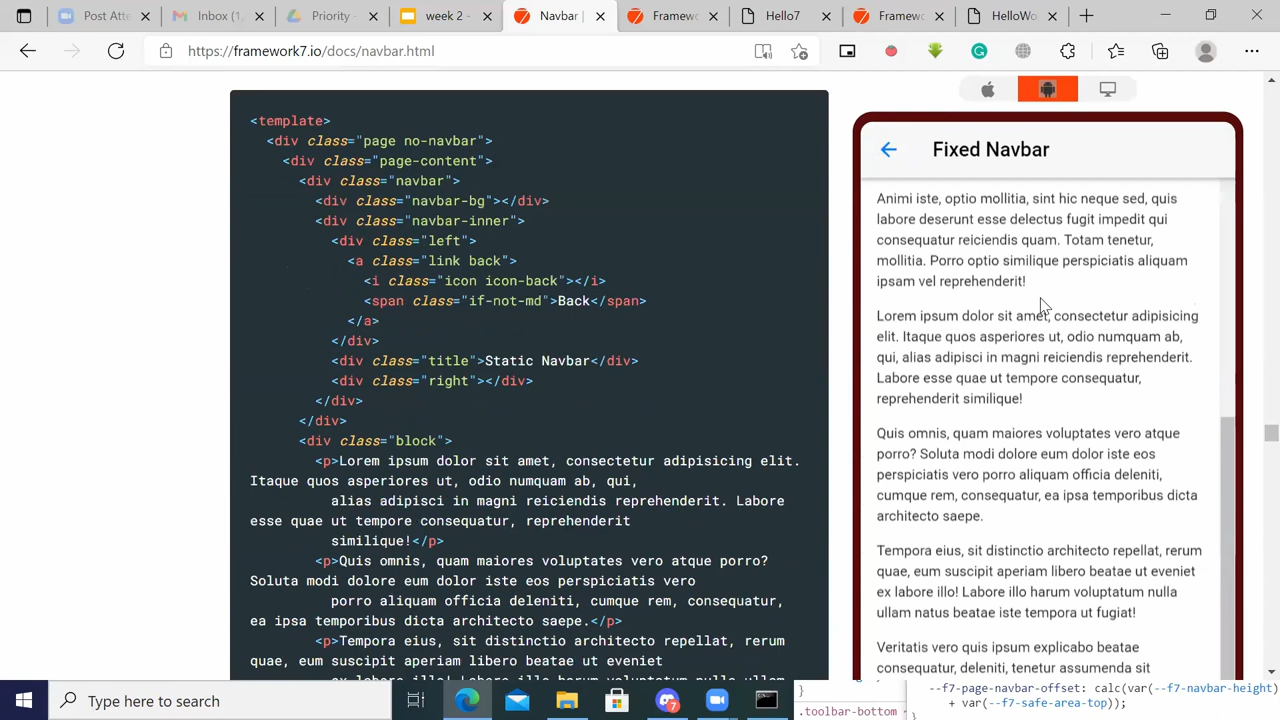 Post Atte
Inbox (1,
Priority -
week 2 -
Navbar |
Framewo
Hello7
Framewo
HelloWo
https://framework7.io/docs/navbar.html
<template>
<div class="page no-navbar">
<div class="page-content">
<div class="navbar">
<div class="navbar-bg"></div>
<div class="navbar-inner">
<div class="left">
<a class="link back">
<i class="icon icon-back"></i>
<span class="if-not-md">Back</span>
</a>
</div>
<div class="title">Static Navbar</div>
<div class="right"></div>
</div>
</div>
<div class="block">
<p>Lorem ipsum dolor sit amet, consectetur adipisicing elit.
Itaque quos asperiores ut, odio numquam ab, qui,
alias adipisci in magni reiciendis reprehenderit. Labore
esse quae ut tempore consequatur, reprehenderit
similique!</p>
<p>Quis omnis, quam maiores voluptates vero atque porro?
Soluta modi dolore eum dolor iste eos perspiciatis vero
porro aliquam officia deleniti, cumque rem, consequatur,
ea ipsa temporibus dicta architecto saepe.</p>
<p>Tempora eius, sit distinctio architecto repellat, rerum
quae, eum suscipit aperiam libero beatae ut eveniet
Fixed Navbar
Animi iste, optio mollitia, sint hic neque sed, quis
labore deserunt esse delectus fugit impedit qui
consequatur reiciendis quam. Totam tenetur,
mollitia. Porro optio similique perspiciatis aliquam
ipsam vel reprehenderit!
Lorem ipsum dolor sit amet, consectetur adipisicing
elit. Itaque quos asperiores ut, odio numquam ab,
qui, alias adipisci in magni reiciendis reprehenderit.
Labore esse quae ut tempore consequatur,
reprehenderit similique!
Quis omnis, quam maiores voluptates vero atque
porro? Soluta modi dolore eum dolor iste eos
perspiciatis vero porro aliquam officia deleniti,
cumque rem, consequatur, ea ipsa temporibus dicta
architecto saepe.
Tempora eius, sit distinctio architecto repellat, rerum
quae, eum suscipit aperiam libero beatae ut eveniet
ex labore illo! Labore illo harum voluptatum nulla
ullam natus beatae iste tempora ut fugiat!
Veritatis vero quis ipsum explicabo beatae
consequatur, deleniti, tenetur assumenda sit
Type here to search
7
}
.toolbar-bottom ~
--f7-page-navbar-offset: calc(var(--f7-navbar-height)
+ var(--f7-safe-area-top));
}